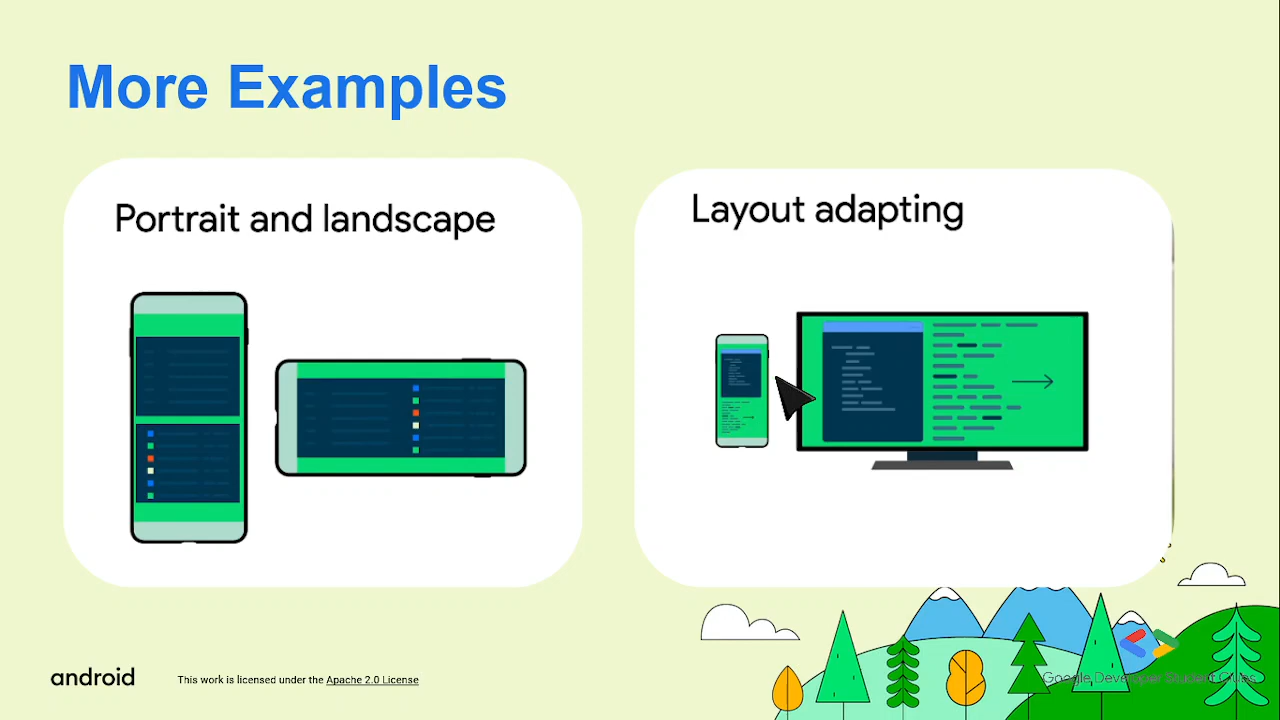 More Examples
Portrait and landscape
Layout adapting
android
This work is licensed under the Apache 2.0 License
Google Developer Student Clubs